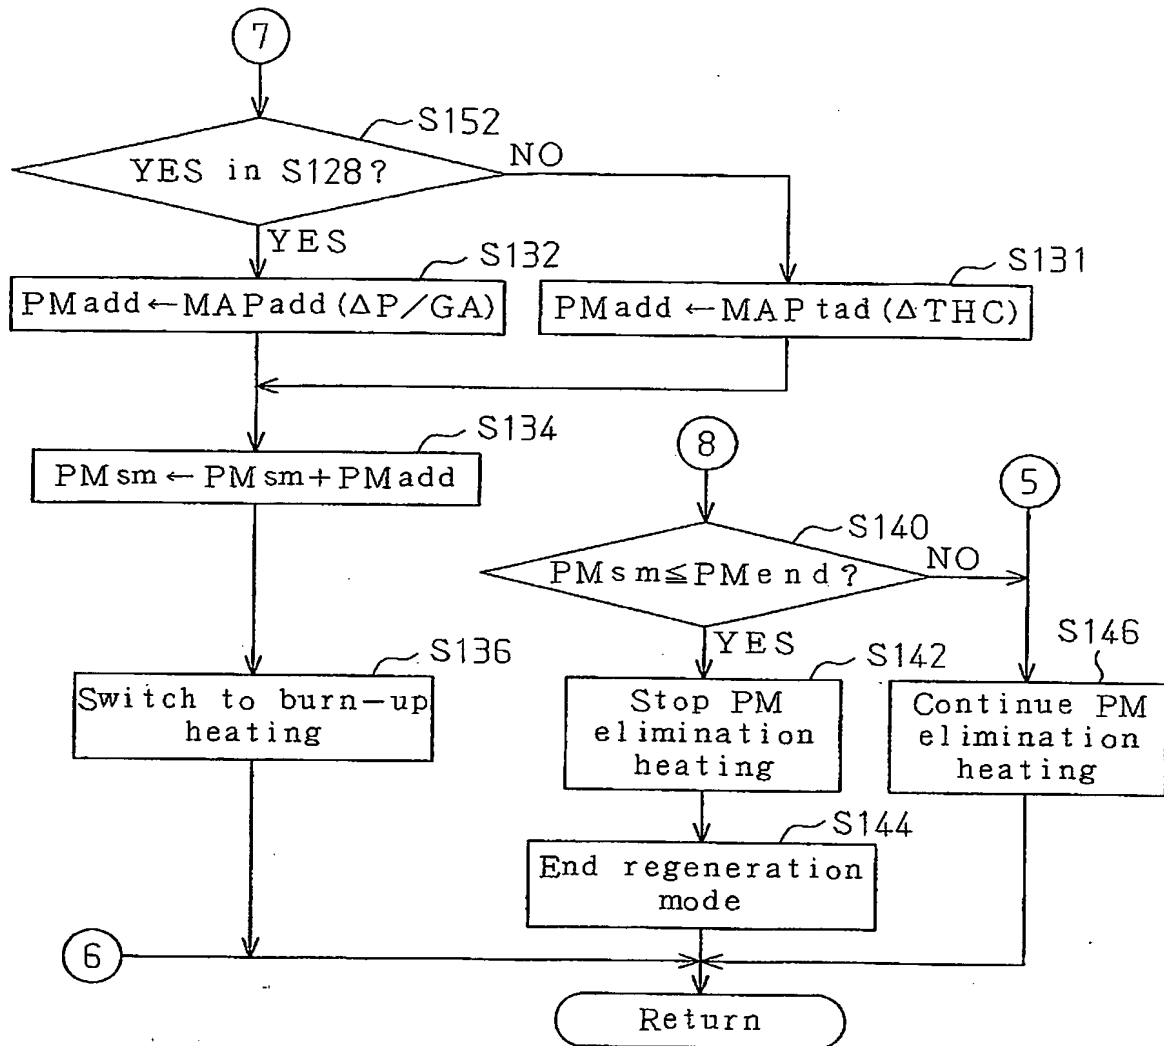 7
S152
YES in S128?
NO
YES
S132
S131
PMadd←MAPadd(ΔP/GA)
PMadd←MAPtad(ΔTHC)
S134
PMsm←PMsm+PMadd
8
5
S140
PMsm≦PMend?
NO
YES
S136
Switch to burn-up
heating
S142
Stop PM
elimination
heating
S146
Continue PM
elimination
heating
S144
End regeneration
mode
6
Return